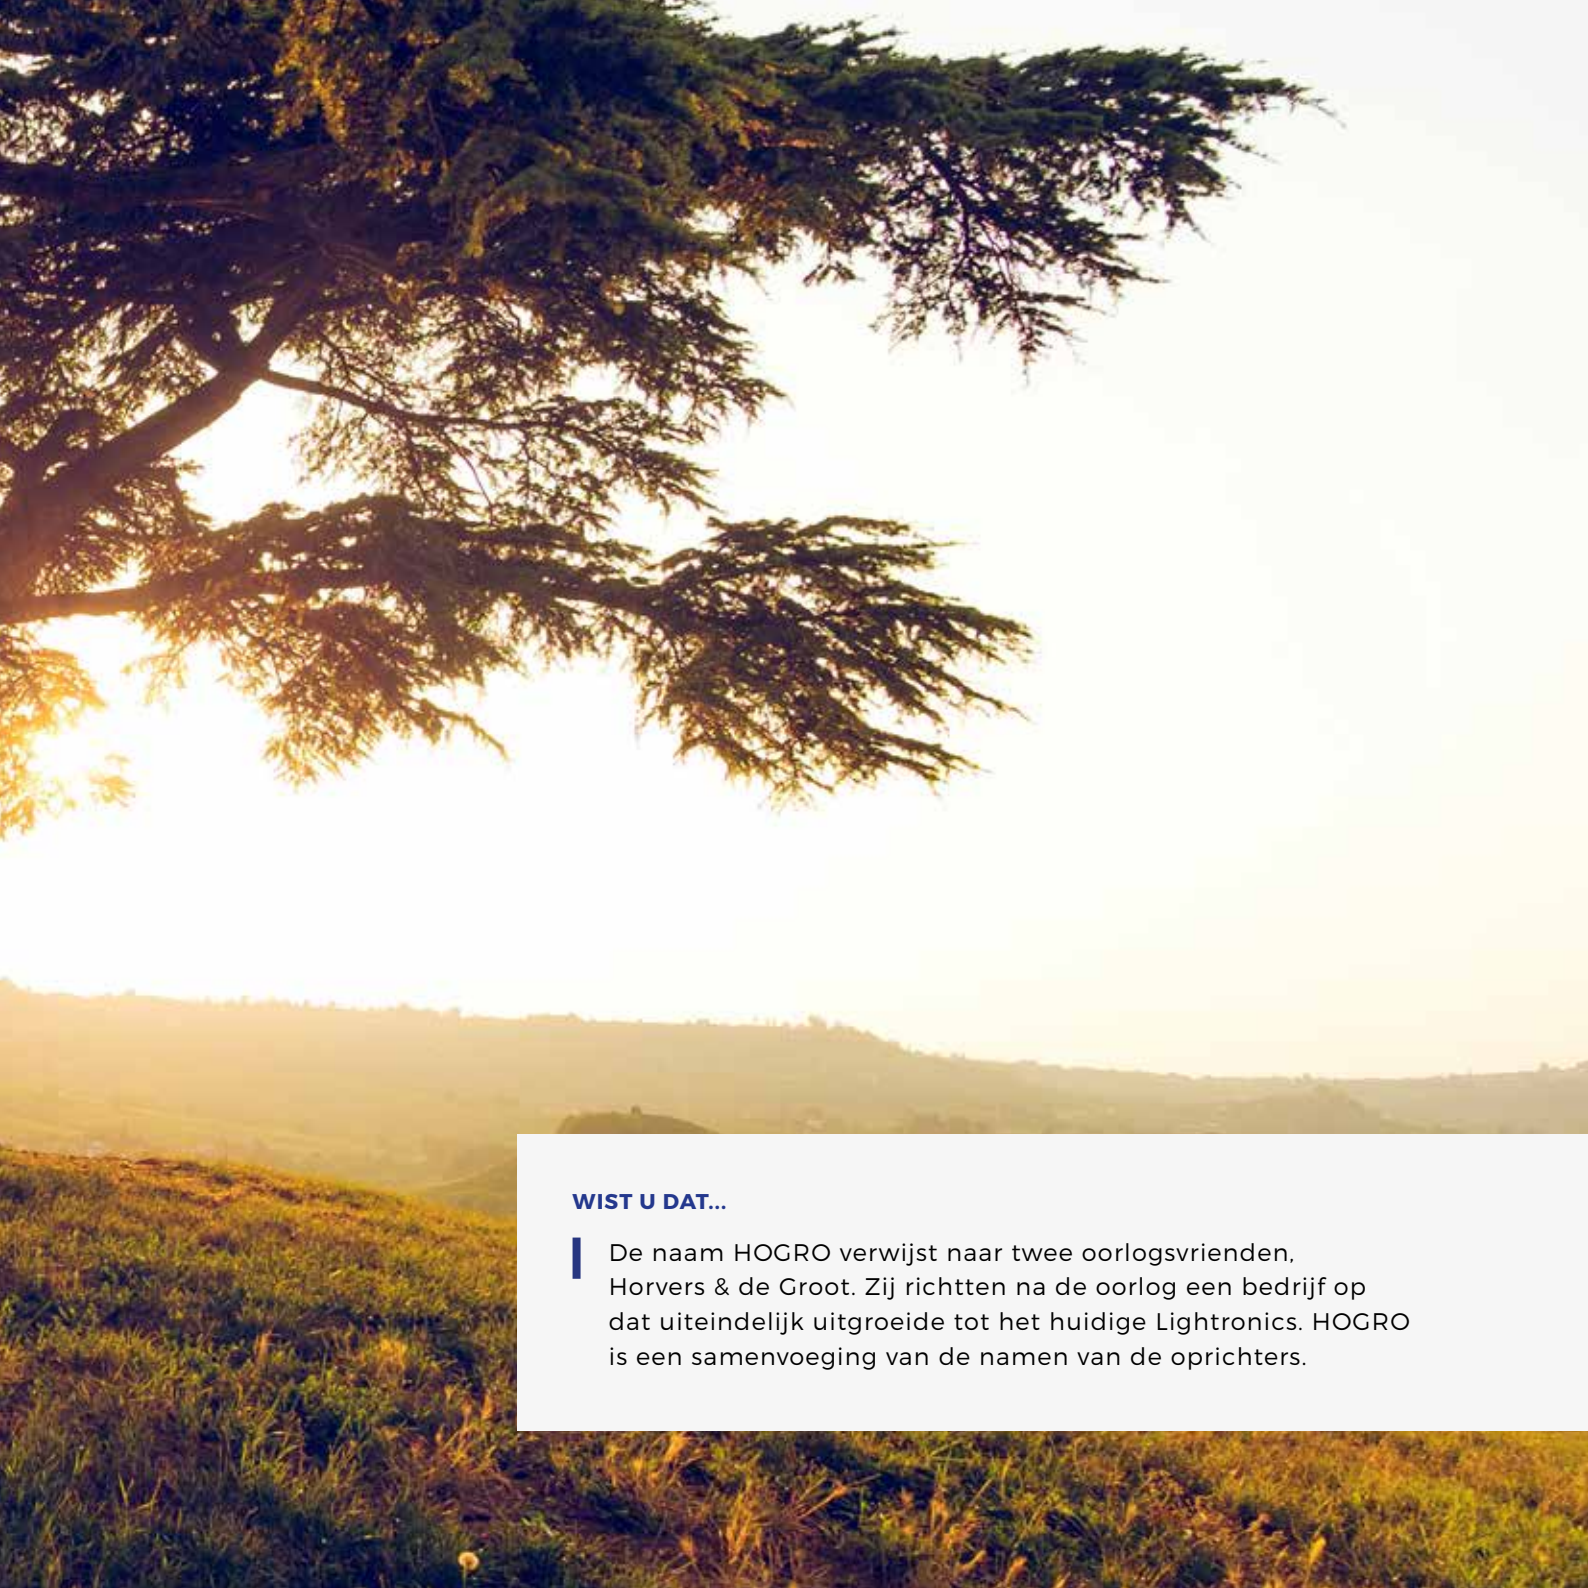 WIST U DAT...
De naam HOGRO verwijst naar twee oorlogsvrienden,
Horvers & de Groot. Zij richtten na de oorlog een bedrijf op
dat uiteindelijk uitgroeide tot het huidige Lightronics. HOGRO
is een samenvoeging van de namen van de oprichters.